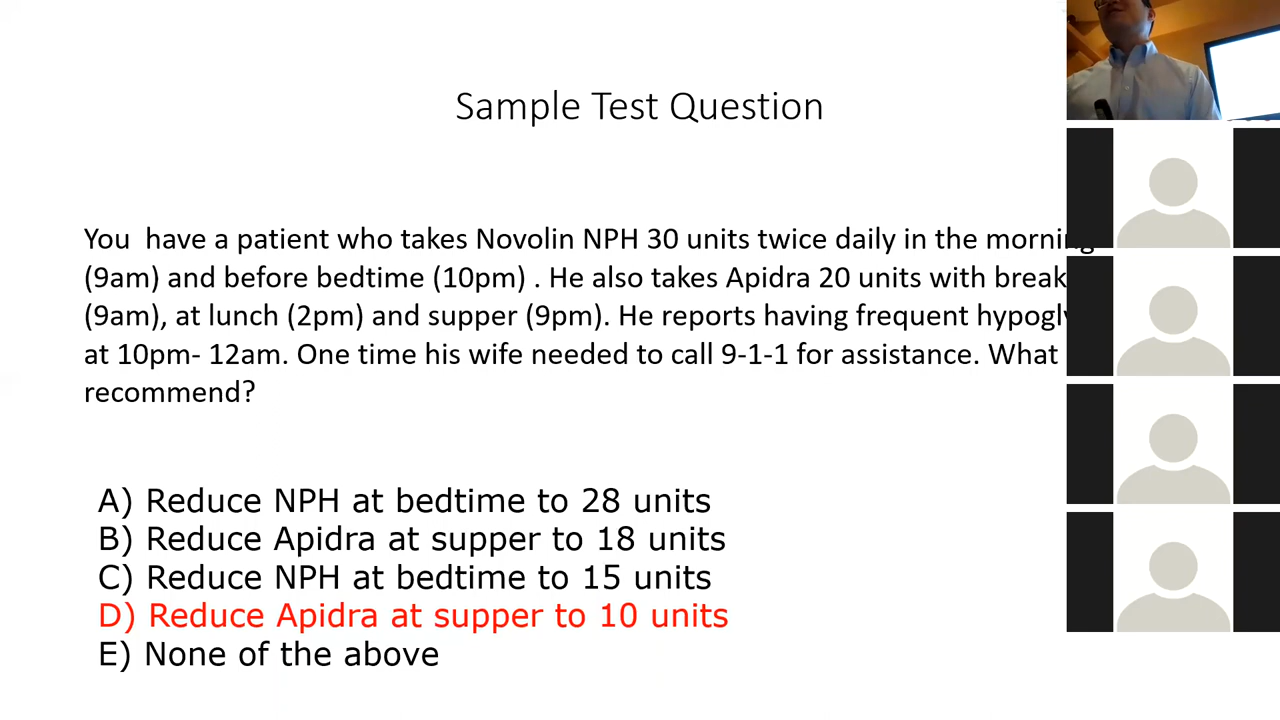 Sample Test Question
You have a patient who takes Novolin NPH 30 units twice daily in the morning
(9am) and before bedtime (10pm) . He also takes Apidra 20 units with
(9am), at lunch (2pm) and supper (9pm). He reports having frequent
at 10pm- 12am. One time his wife needed to call 9-1-1 for assistance. What
recommend?
A) Reduce NPH at bedtime to 28 units
B) Reduce Apidra at supper to 18 units
C) Reduce NPH at bedtime to 15 units
D) Reduce Apidra at supper to 10 units
E) None of the above